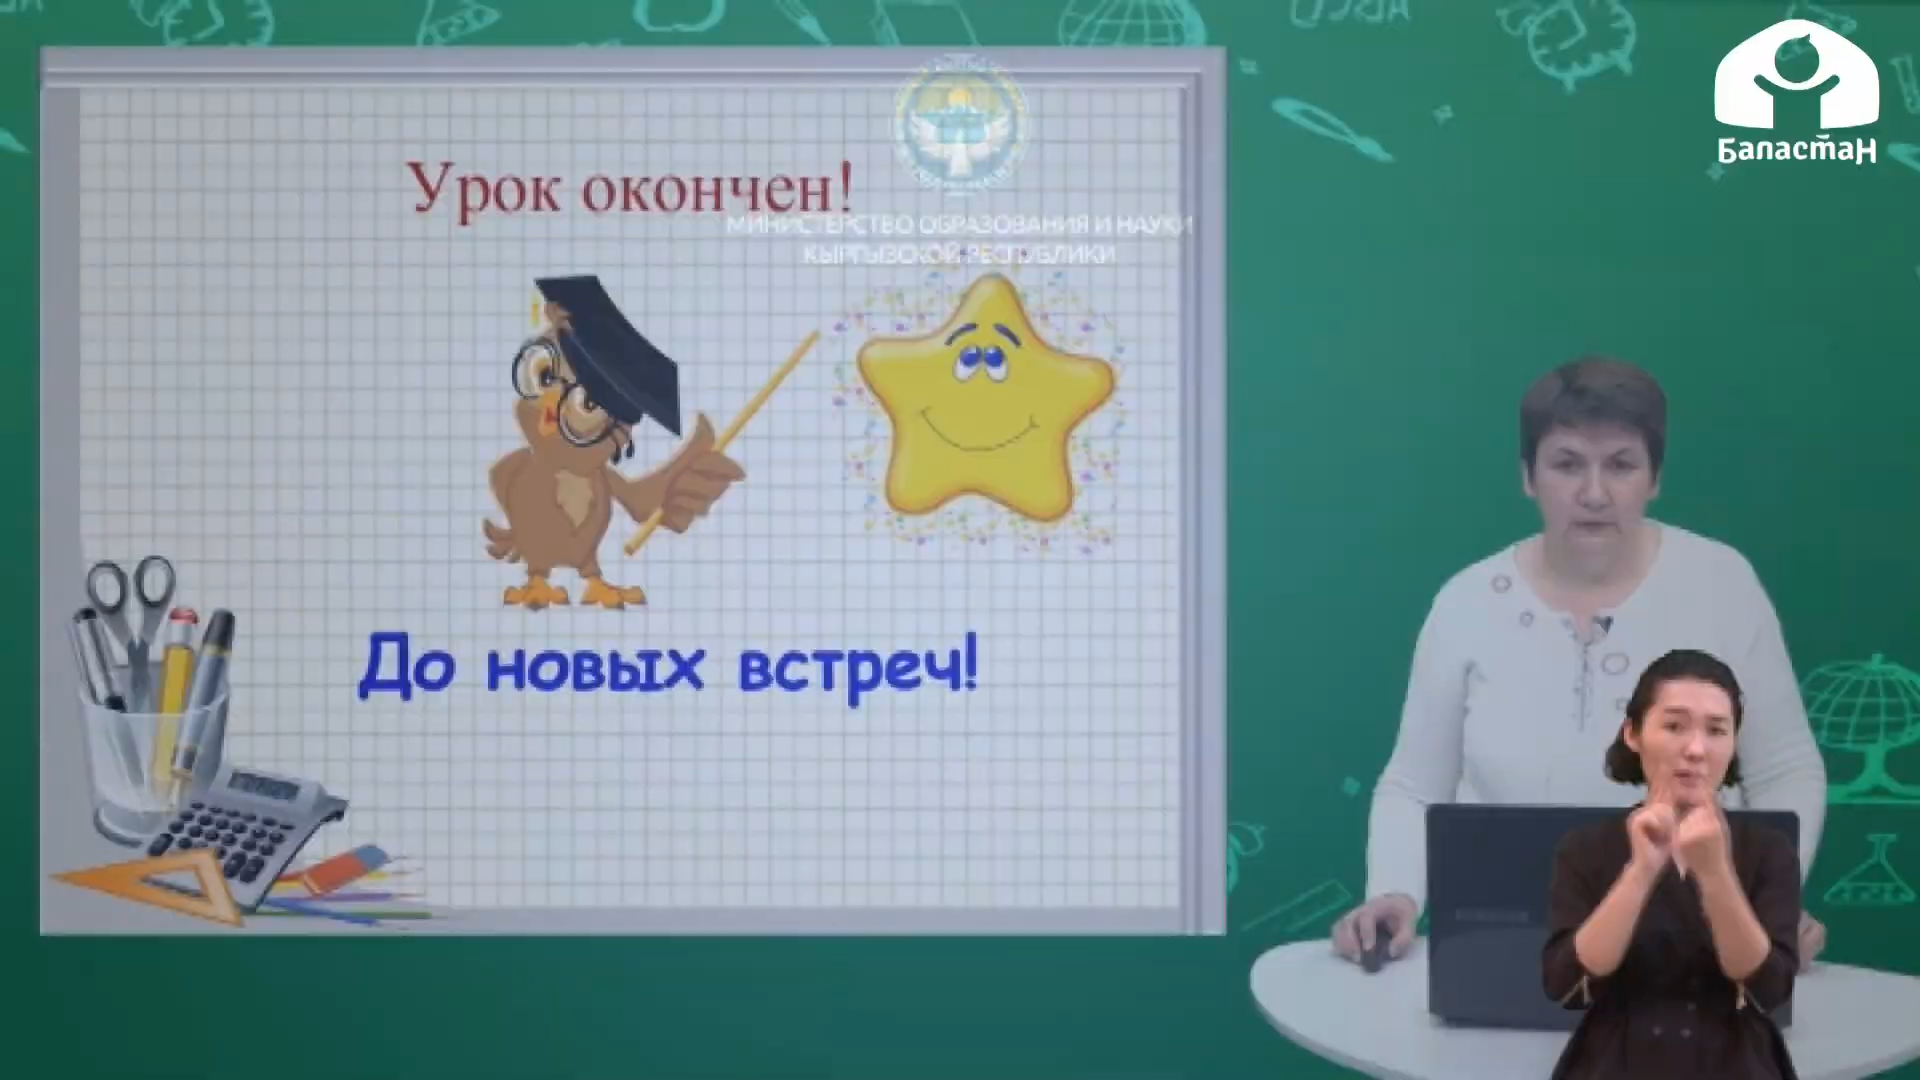 Баластан
Урок окончен!
МИНИСТЕРСТВО ОБРАЗОВАНИЯ И НАУКИ
КЫРГЫЗСКОЙ РЕСПУБЛИКИ
До новых встреч!